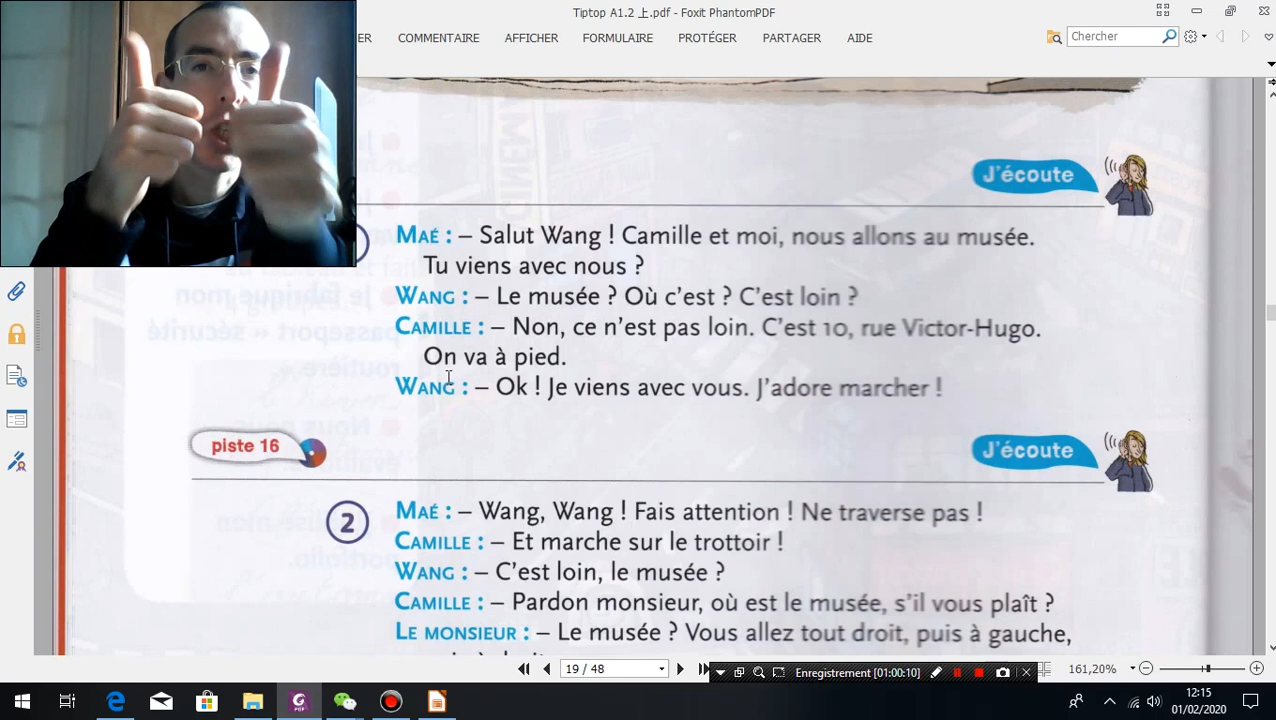 Tiptop A1.2 上.pdf - Foxit PhantomPDF
COMMENTAIRE AFFICHER FORMULAIRE PROTÉGER PARTAGER AIDE
Chercher
J'écoute
MAÉ : – Salut Wang ! Camille et moi, nous allons au musée.
Tu viens avec nous ?
WANG : – Le musée ? Où c'est ? C'est loin ?
CAMILLE : – Non, ce n'est pas loin. C'est 10, rue Victor-Hugo.
On va à pied.
WANG : – Ok ! Je viens avec vous. J'adore marcher !
piste 16
J'écoute
2
MAÉ : – Wang, Wang ! Fais attention ! Ne traverse pas !
CAMILLE : – Et marche sur le trottoir !
WANG : – C'est loin, le musée ?
CAMILLE : – Pardon monsieur, où est le musée, s'il vous plaît ?
LE MONSIEUR : – Le musée ? Vous allez tout droit, puis à gauche,
19 / 48
Enregistrement [01:00:10]
161,20%
12:15
01/02/2020